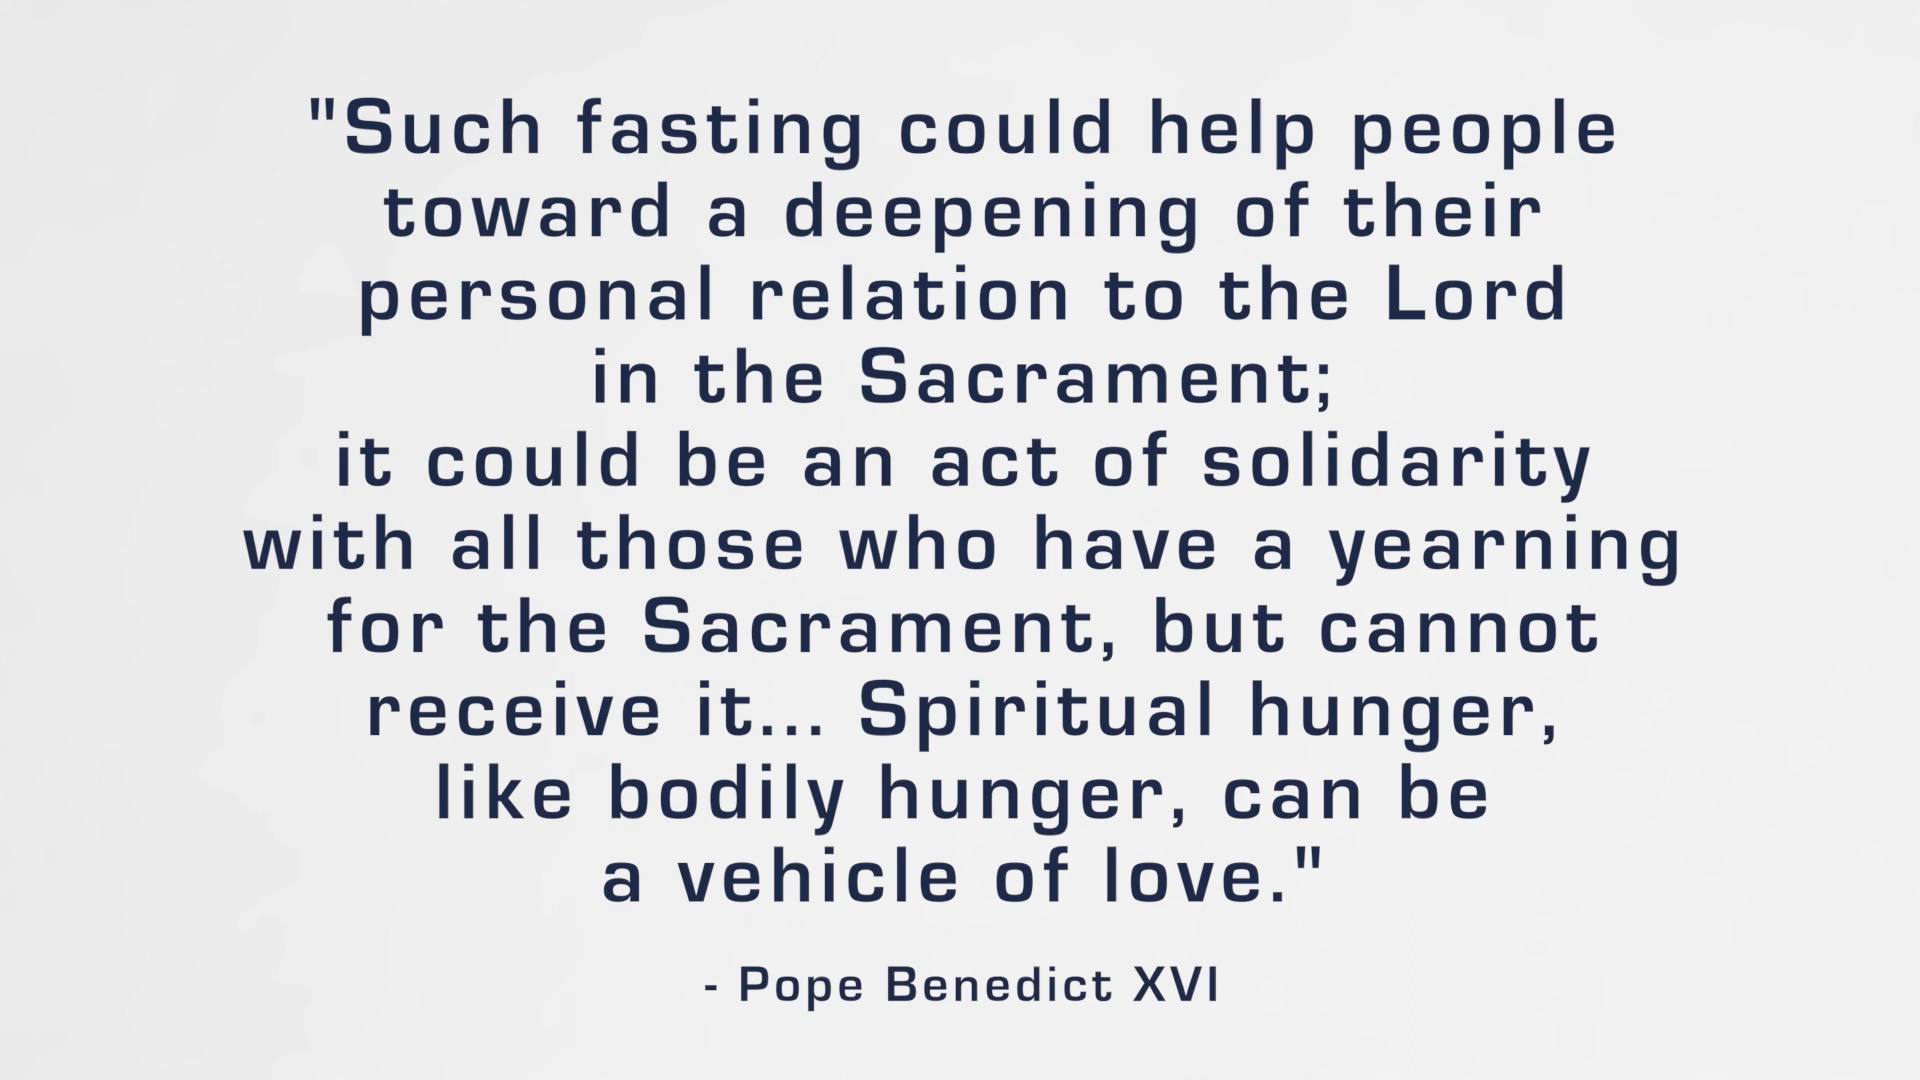 "Such fasting could help people
toward a deepening of their
personal relation to the Lord
in the Sacrament;
it could be an act of solidarity
with all those who have a yearning
for the Sacrament, but cannot
receive it... Spiritual hunger,
like bodily hunger, can be
a vehicle of love."
- Pope Benedict XVI